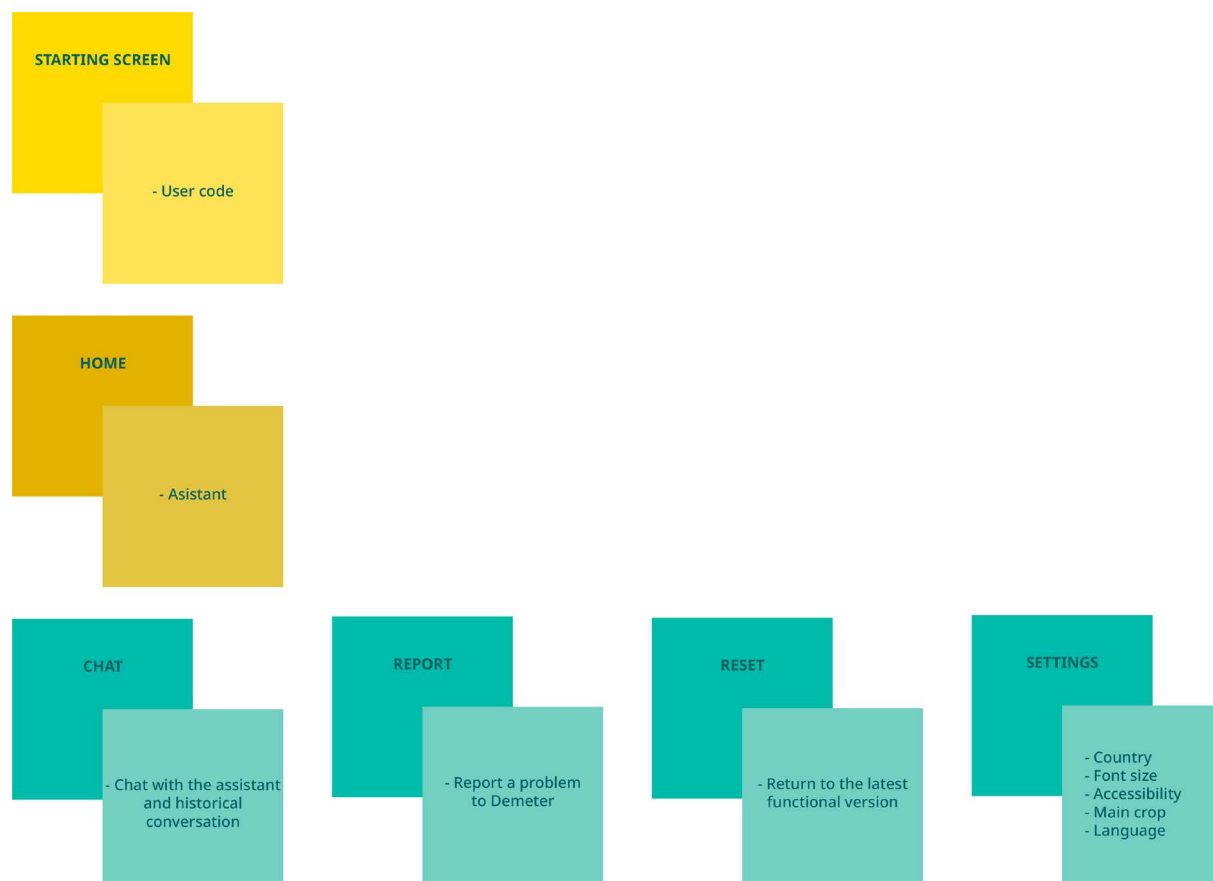 STARTING SCREEN
- User code
HOME
- Asistant
CHAT
- Chat with the assistant
and historical
conversation
REPORT
- Report a problem
to Demeter
RESET
- Return to the latest
functional version
SETTINGS
- Country
- Font size
- Accessibility
- Main crop
- Language